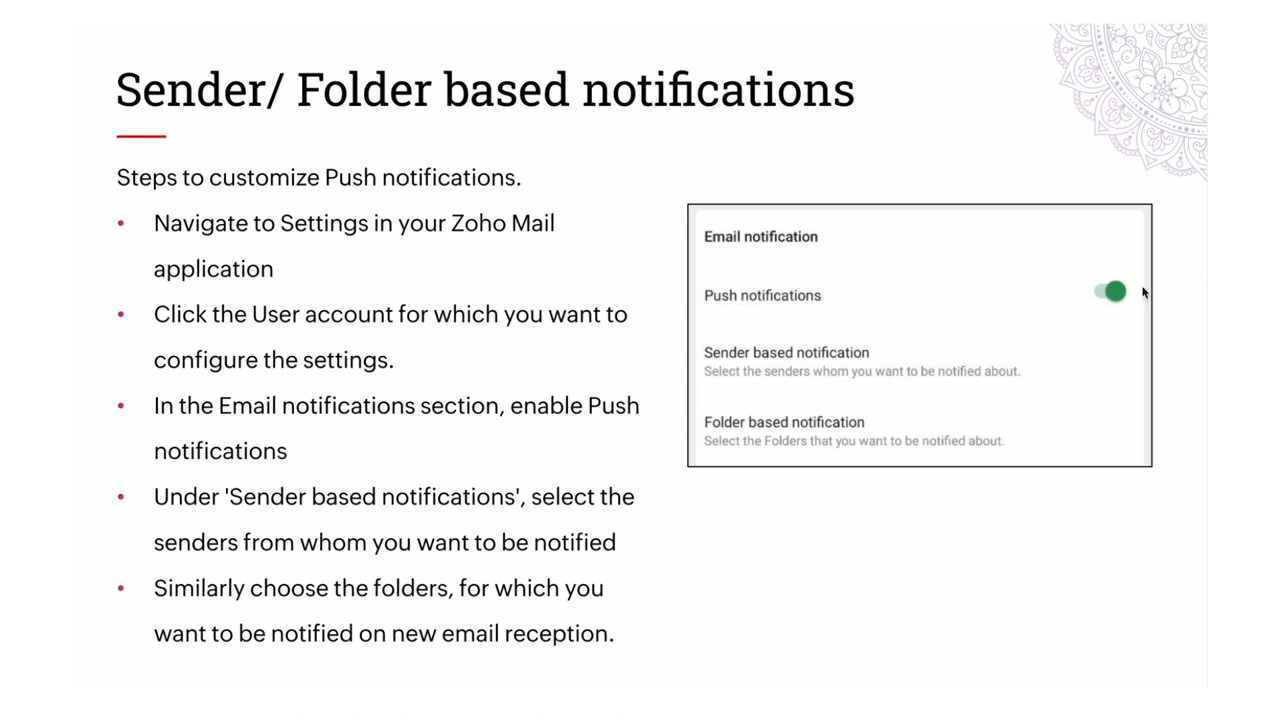 Sender/ Folder based notifications
Steps to customize Push notifications.
• Navigate to Settings in your Zoho Mail
application
• Click the User account for which you want to
configure the settings.
• In the Email notifications section, enable Push
notifications
• Under 'Sender based notifications', select the
senders from whom you want to be notified
• Similarly choose the folders, for which you
want to be notified on new email reception.
Email notification
Push notifications
Sender based notification
Select the senders whom you want to be notified about.
Folder based notification
Select the Folders that you want to be notified about.